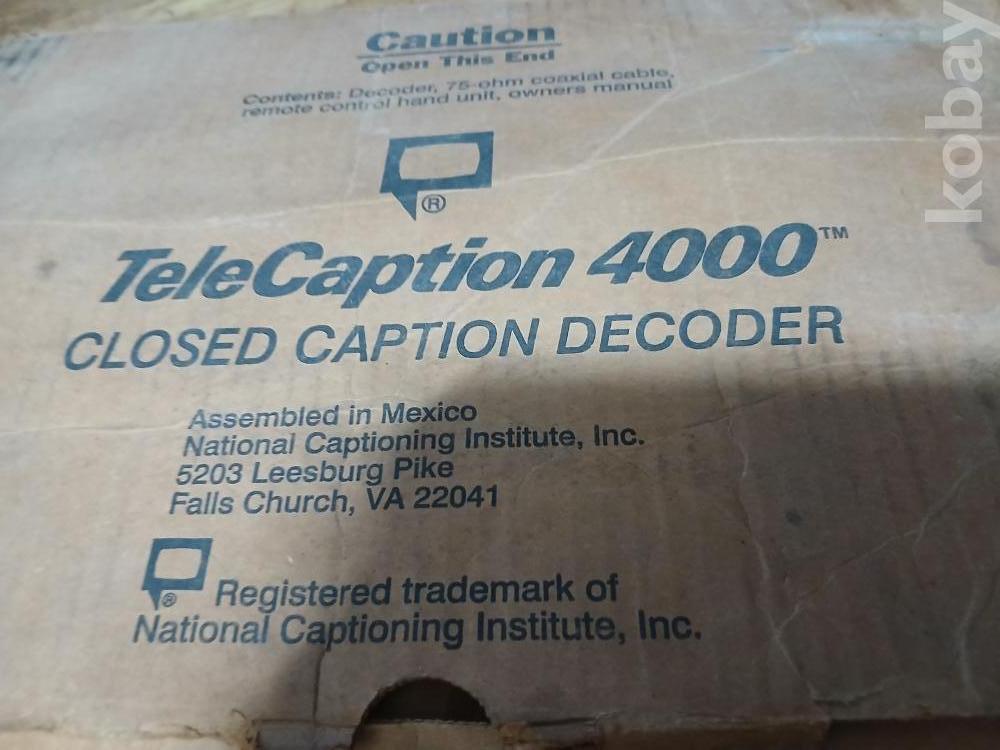 Caution
Open This End
Contents: Decoder, 75-ohm coaxial cable,
remote control hand unit, owners manual
®
TeleCaption 4000™
CLOSED CAPTION DECODER
Assembled in Mexico
National Captioning Institute, Inc.
5203 Leesburg Pike
Falls Church, VA 22041
® Registered trademark of
National Captioning Institute, Inc.
kobay